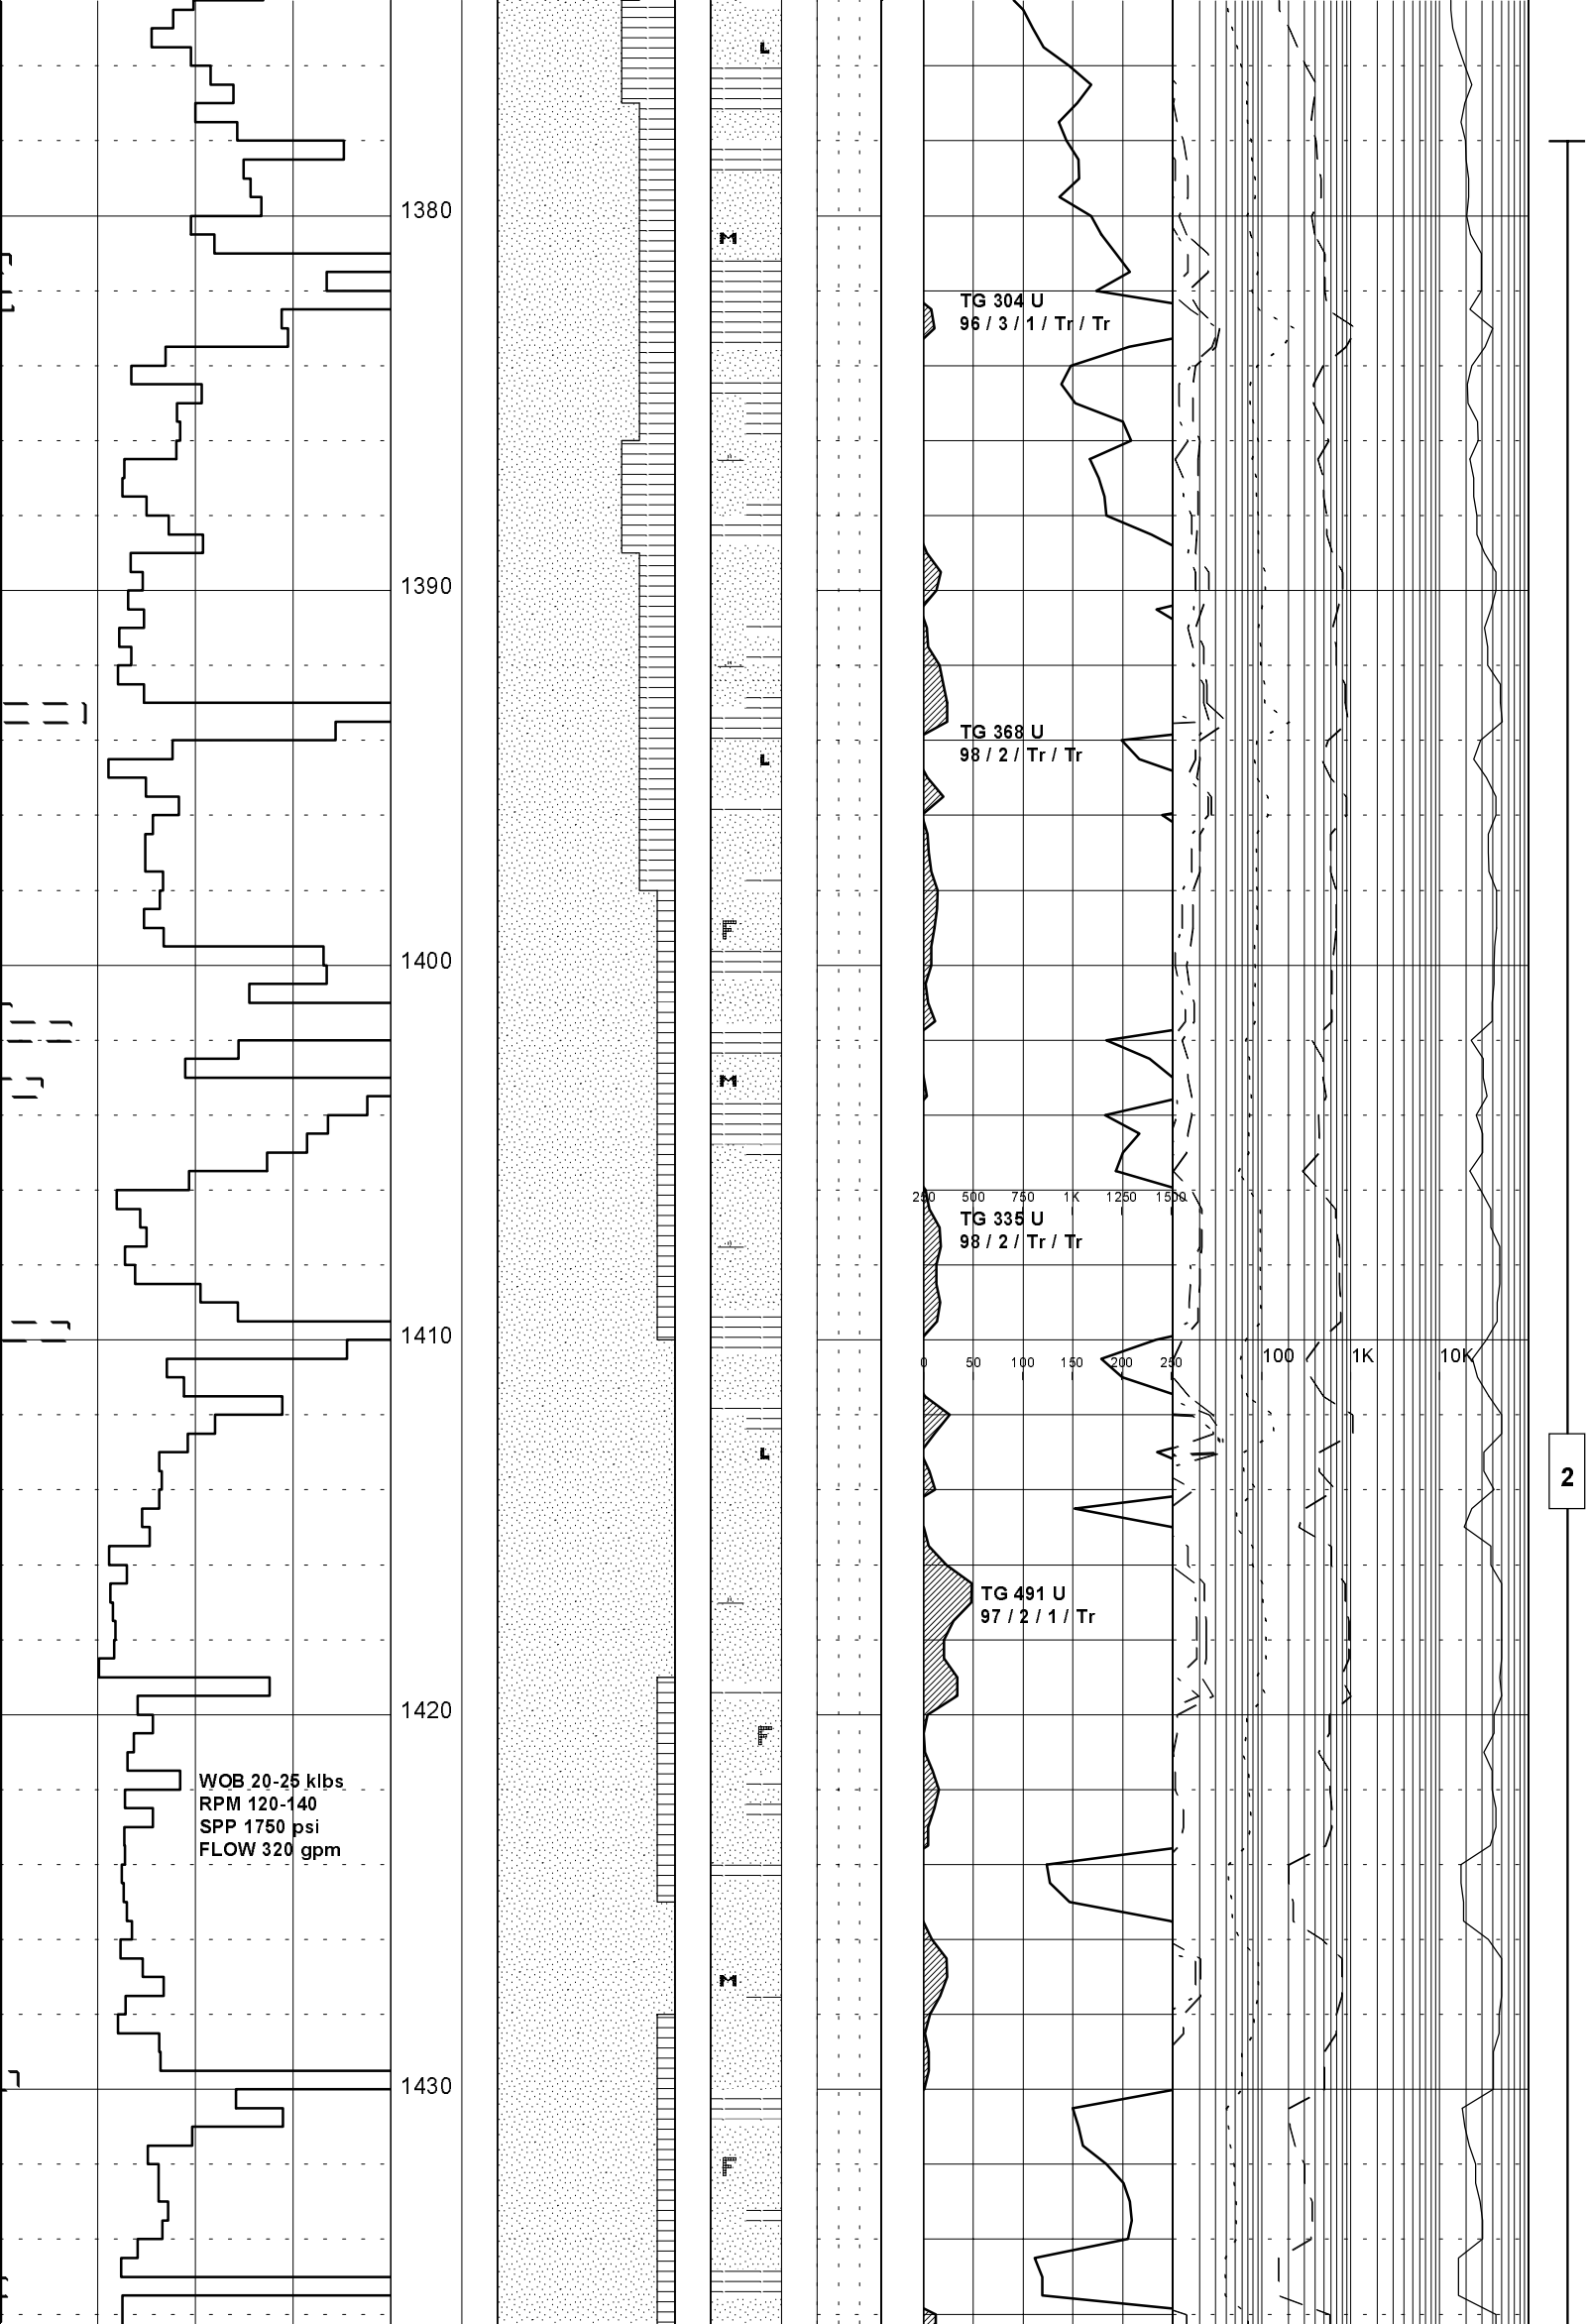 L
1380
M
TG 304 U
96 / 3 / 1 / Tr / Tr
1390
TG 368 U
98 / 2 / Tr / Tr
L
F
1400
M
250 500 750 1K 1250 1500
TG 335 U
98 / 2 / Tr / Tr
1410
0 50 100 150 200 250 100 1K 10K
L
2
TG 491 U
97 / 2 / 1 / Tr
1420
F
WOB 20-25 klbs
RPM 120-140
SPP 1750 psi
FLOW 320 gpm
M
1430
F